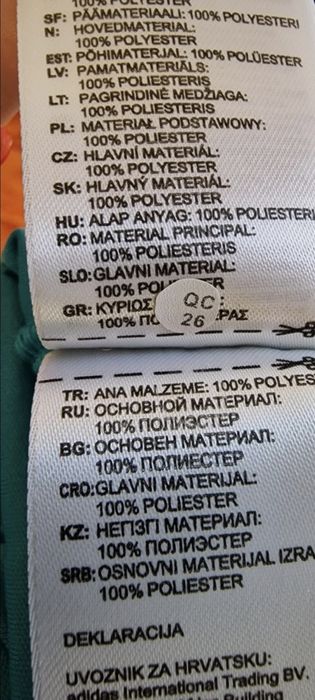 100% POLYESTER
SF: PÄÄMATERIAALI: 100% POLYESTERI
N: HOVEDMATERIAL:
100% POLYESTER
EST: PÕHIMATERJAL: 100% POLÜESTER
LV: PAMATMATERIĀLS:
100% POLIESTERIS
LT: PAGRINDINĖ MEDŽIAGA:
100% POLIESTERIS
PL: MATERIAŁ PODSTAWOWY:
100% POLIESTER
CZ: HLAVNÍ MATERIÁL:
100% POLYESTER
SK: HLAVNÝ MATERIÁL:
100% POLYESTER
HU: ALAP ANYAG: 100% POLIESTER
RO: MATERIAL PRINCIPAL:
100% POLIESTERIS
SLO: GLAVNI MATERIAL:
100%
GR: ΚΥΡΙΟΣ
100%
QC
26
TR: ANA MALZEME: 100% POLYES
RU: ОСНОВНОЙ МАТЕРИАЛ:
100% ПОЛИЭСТЕР
BG: ОСНОВЕН МАТЕРИАЛ:
100% ПОЛИЕСТЕР
CRO: GLAVNI MATERIJAL:
100% POLIESTER
KZ: НЕГІЗГІ МАТЕРИАЛ:
100% ПОЛИЭСТЕР
SRB: OSNOVNI MATERIJAL IZRA
100% POLIESTER
DEKLARACIJA
UVOZNIK ZA HRVATSKU:
adidas International Trading BV.
Building